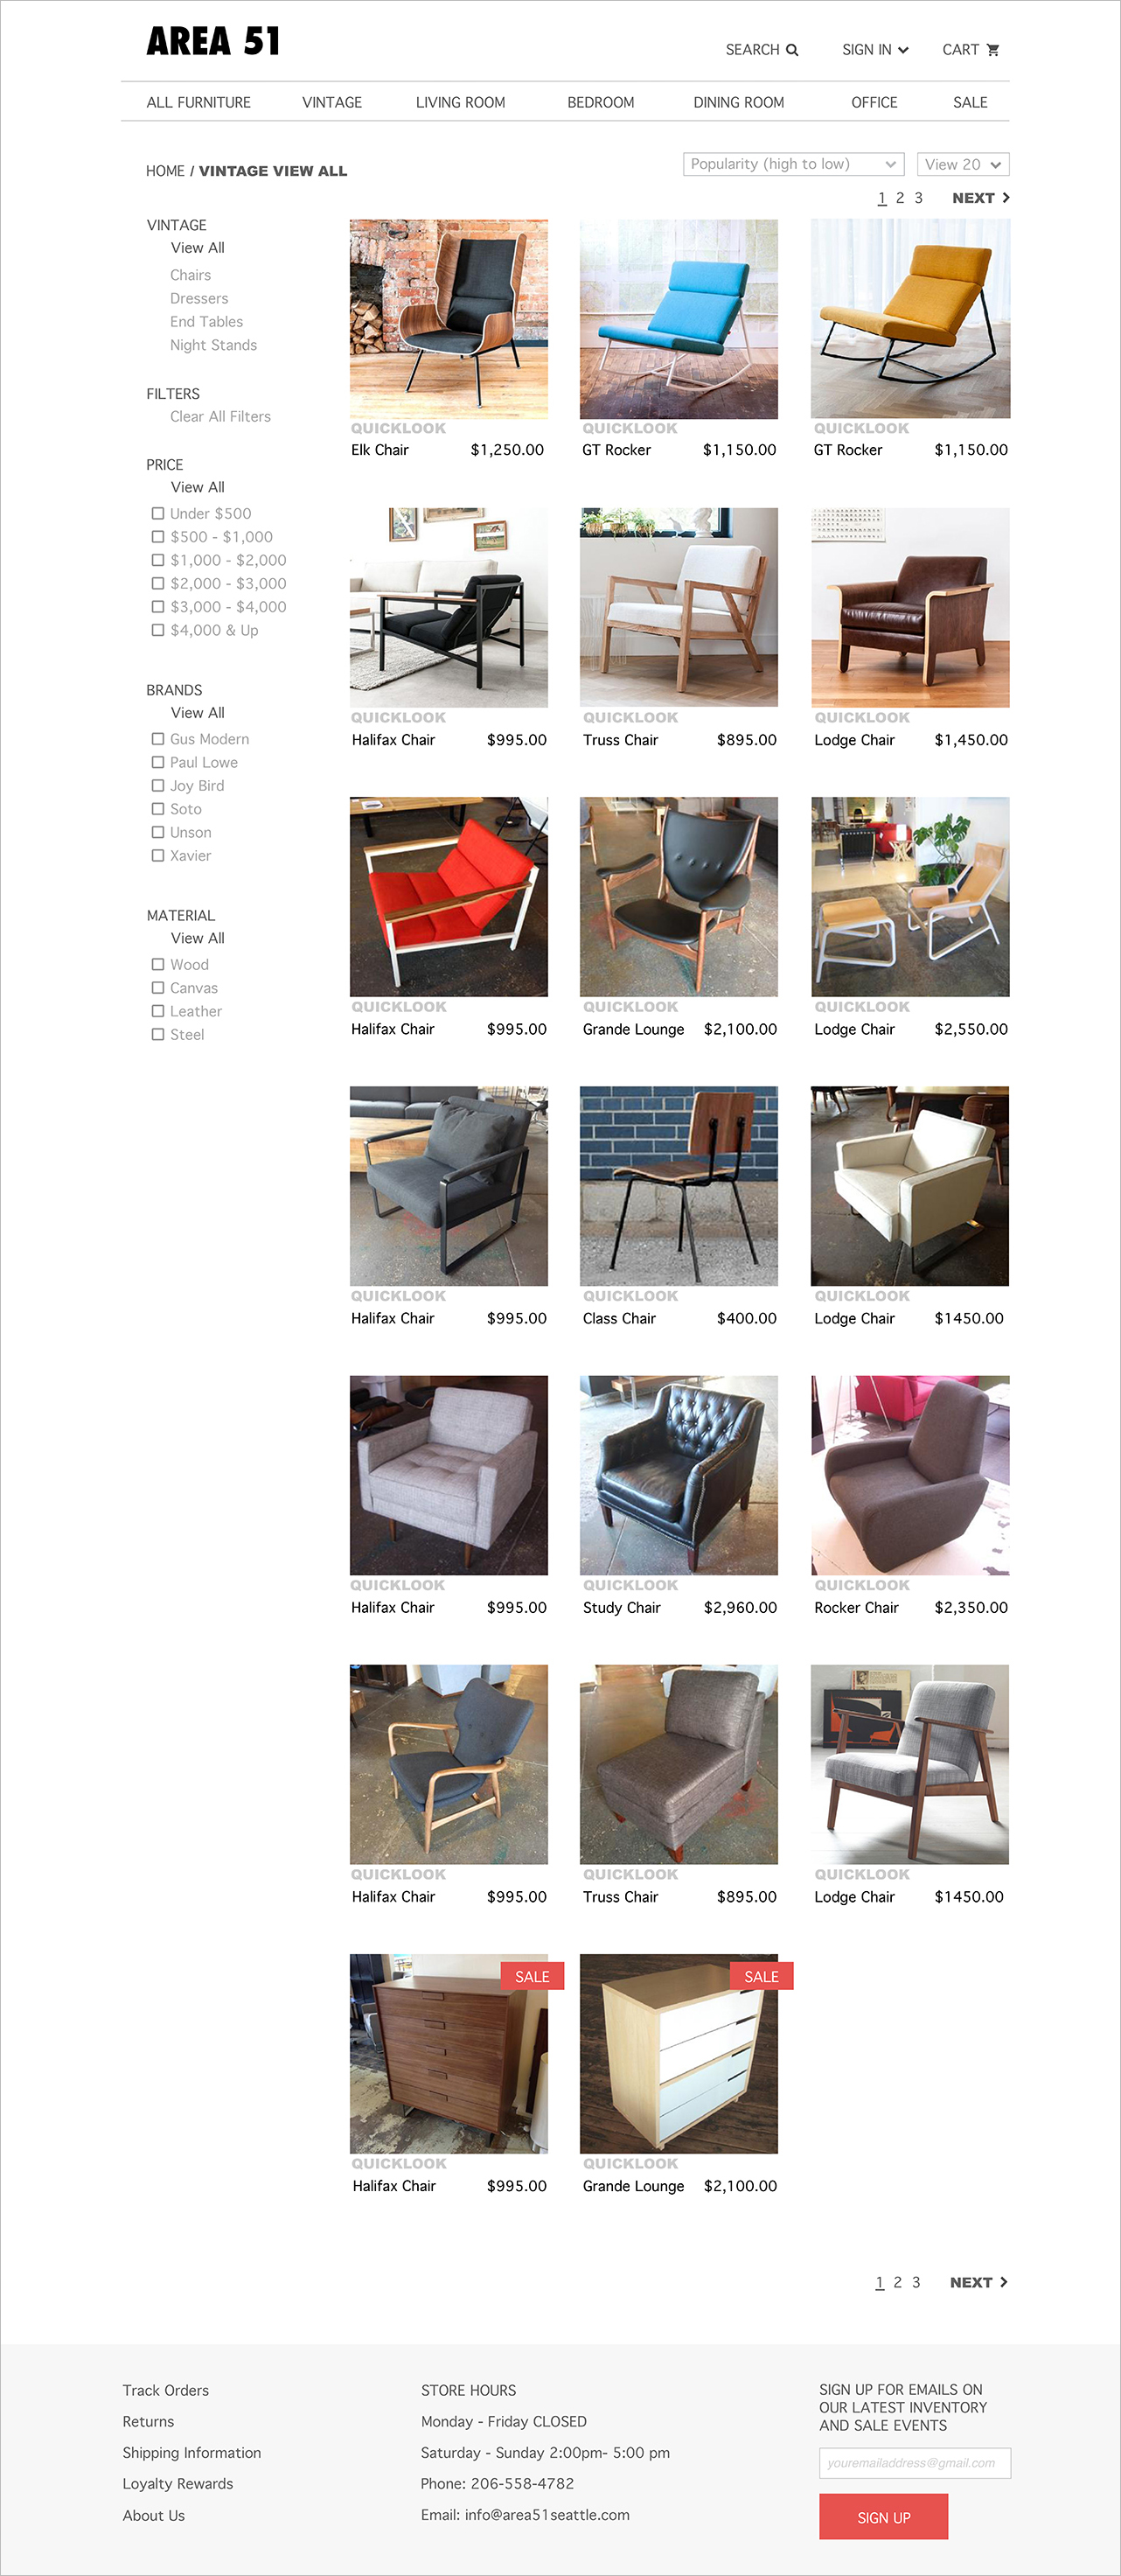 AREA 51
SEARCH
SIGN IN
CART
ALL FURNITURE VINTAGE LIVING ROOM BEDROOM DINING ROOM OFFICE SALE
HOME / VINTAGE VIEW ALL
Popularity (high to low)
View 20
1 2 3 NEXT
VINTAGE
View All
Chairs
Dressers
End Tables
Night Stands
FILTERS
Clear All Filters
PRICE
View All
Under $500
$500 - $1,000
$1,000 - $2,000
$2,000 - $3,000
$3,000 - $4,000
$4,000 & Up
BRANDS
View All
Gus Modern
Paul Lowe
Joy Bird
Soto
Unson
Xavier
MATERIAL
View All
Wood
Canvas
Leather
Steel
QUICKLOOK QUICKLOOK QUICKLOOK
Elk Chair $1,250.00 GT Rocker $1,150.00 GT Rocker $1,150.00
QUICKLOOK QUICKLOOK QUICKLOOK
Halifax Chair $995.00 Truss Chair $895.00 Lodge Chair $1,450.00
QUICKLOOK QUICKLOOK QUICKLOOK
Halifax Chair $995.00 Grande Lounge $2,100.00 Lodge Chair $2,550.00
QUICKLOOK QUICKLOOK QUICKLOOK
Halifax Chair $995.00 Class Chair $400.00 Lodge Chair $1450.00
QUICKLOOK QUICKLOOK QUICKLOOK
Halifax Chair $995.00 Study Chair $2,960.00 Rocker Chair $2,350.00
QUICKLOOK QUICKLOOK QUICKLOOK
Halifax Chair $995.00 Truss Chair $895.00 Lodge Chair $1450.00
SALE SALE
QUICKLOOK QUICKLOOK
Halifax Chair $995.00 Grande Lounge $2,100.00
1 2 3 NEXT
Track Orders
Returns
Shipping Information
Loyalty Rewards
About Us
STORE HOURS
Monday - Friday CLOSED
Saturday - Sunday 2:00pm- 5:00 pm
Phone: 206-558-4782
Email: info@area51seattle.com
SIGN UP FOR EMAILS ON
OUR LATEST INVENTORY
AND SALE EVENTS
youremailaddress@gmail.com
SIGN UP